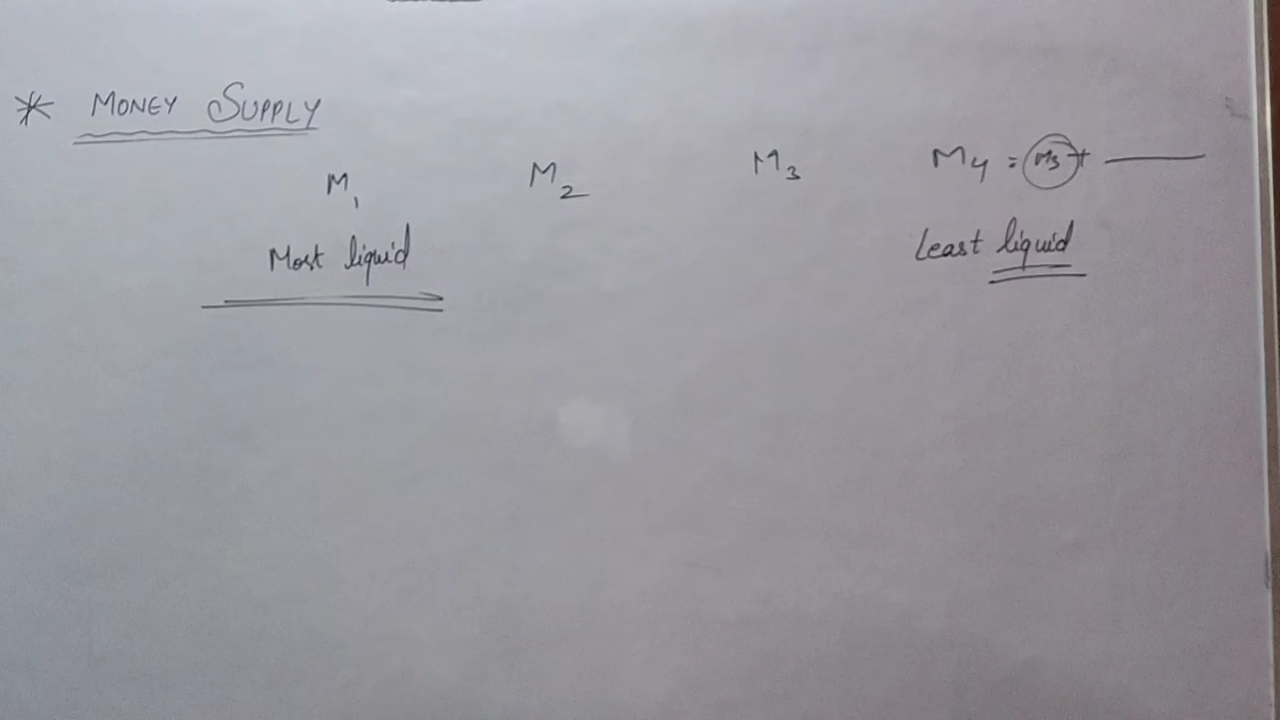 * MONEY SUPPLY
M1 M2 M3 M4 = M3 + ———
Most liquid Least liquid